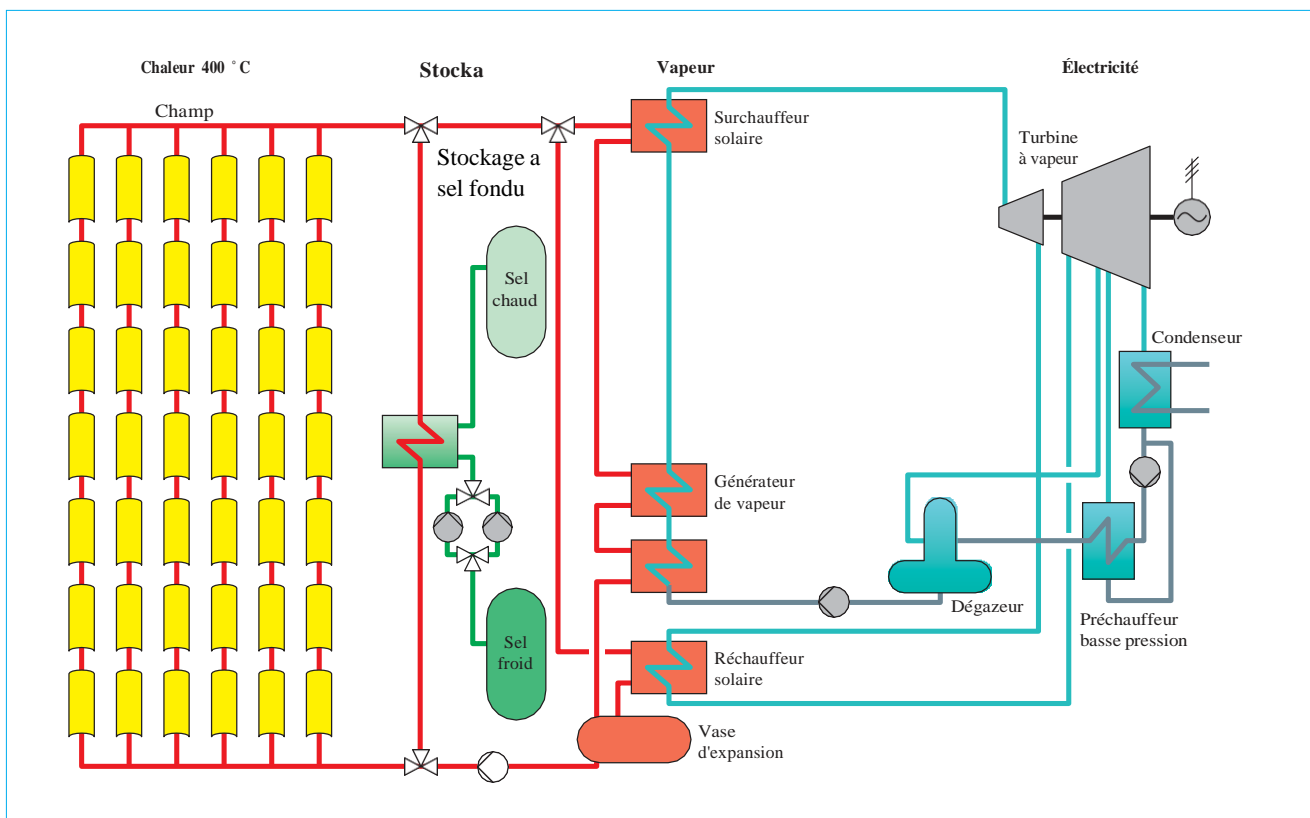 Chaleur 400 °C
Stocka
Vapeur
Électricité
Champ
Surchauffeur
solaire
Turbine
à vapeur
Stockage a
sel fondu
Sel
chaud
Condenseur
Générateur
de vapeur
Dégazeur
Préchauffeur
basse pression
Sel
froid
Réchauffeur
solaire
Vase
d'expansion